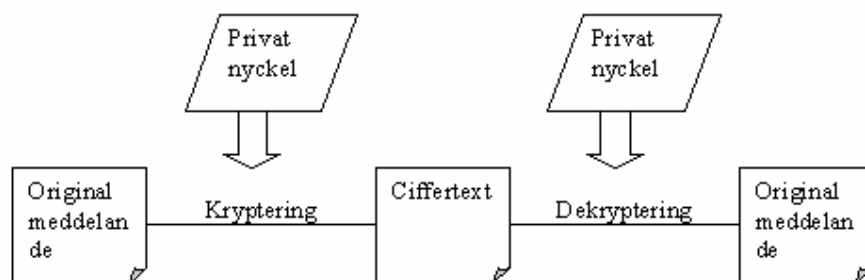 Privat
nyckel
Privat
nyckel
Original
meddelan
de
Kryptering
Ciffertext
Dekryptering
Original
meddelan
de